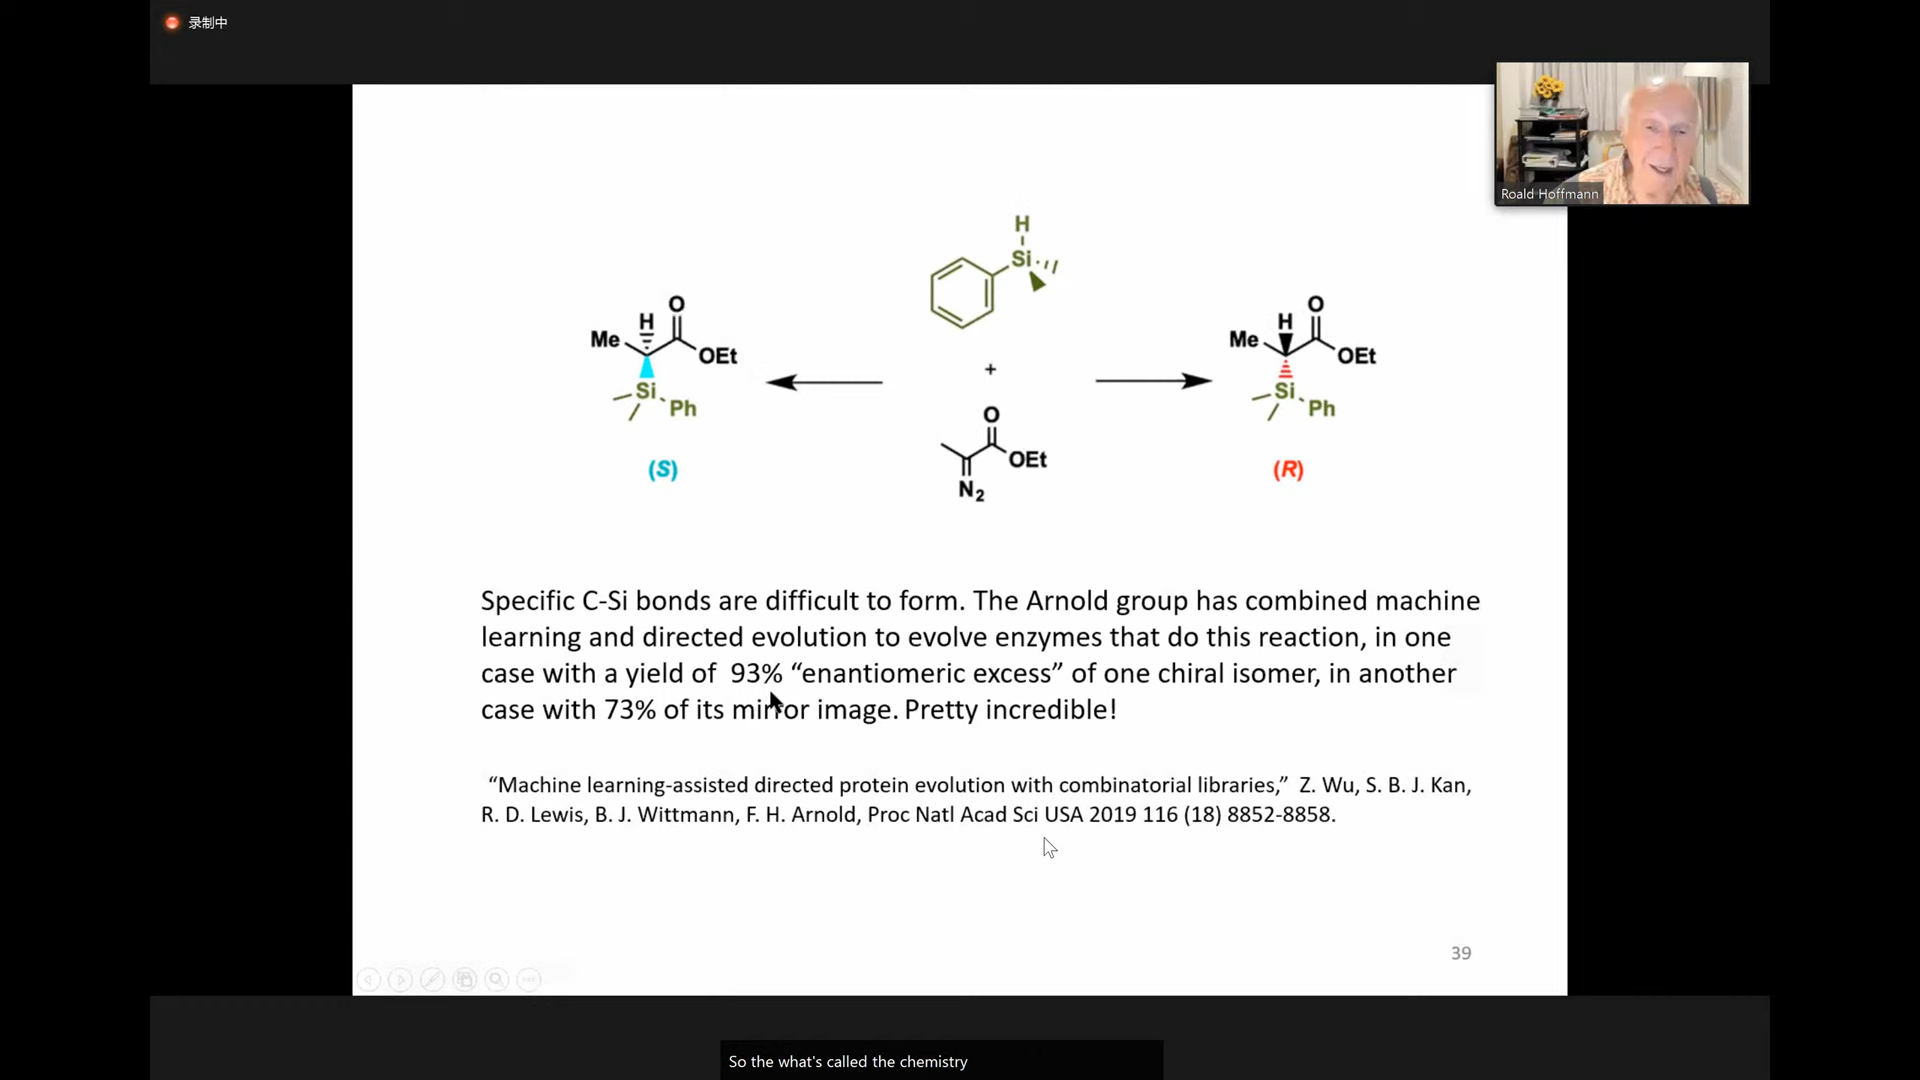 录制中
Roald Hoffmann
H
Si
H
O
Me
OEt
Si
Ph
(S)
+
O
OEt
N2
H
O
Me
OEt
Si
Ph
(R)
Specific C-Si bonds are difficult to form. The Arnold group has combined machine
learning and directed evolution to evolve enzymes that do this reaction, in one
case with a yield of 93% “enantiomeric excess” of one chiral isomer, in another
case with 73% of its mirror image. Pretty incredible!
“Machine learning-assisted directed protein evolution with combinatorial libraries,” Z. Wu, S. B. J. Kan,
R. D. Lewis, B. J. Wittmann, F. H. Arnold, Proc Natl Acad Sci USA 2019 116 (18) 8852-8858.
39
So the what's called the chemistry